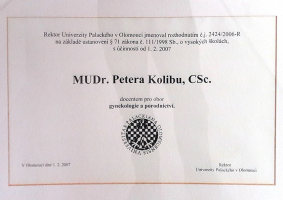 Rektor Univerzity Palackého v Olomouci jmenoval rozhodnutím č.j. 2424/2006-R
na základě ustanovení § 71 zákona č. 111/1998 Sb., o vysokých školách,
s účinností od 1. 2. 2007
MUDr. Petera Kolibu, CSc.
docentem pro obor
gynekologie a porodnictví.
V Olomouci dne 1. 2. 2007
Rektor
Univerzity Palackého v Olomouci